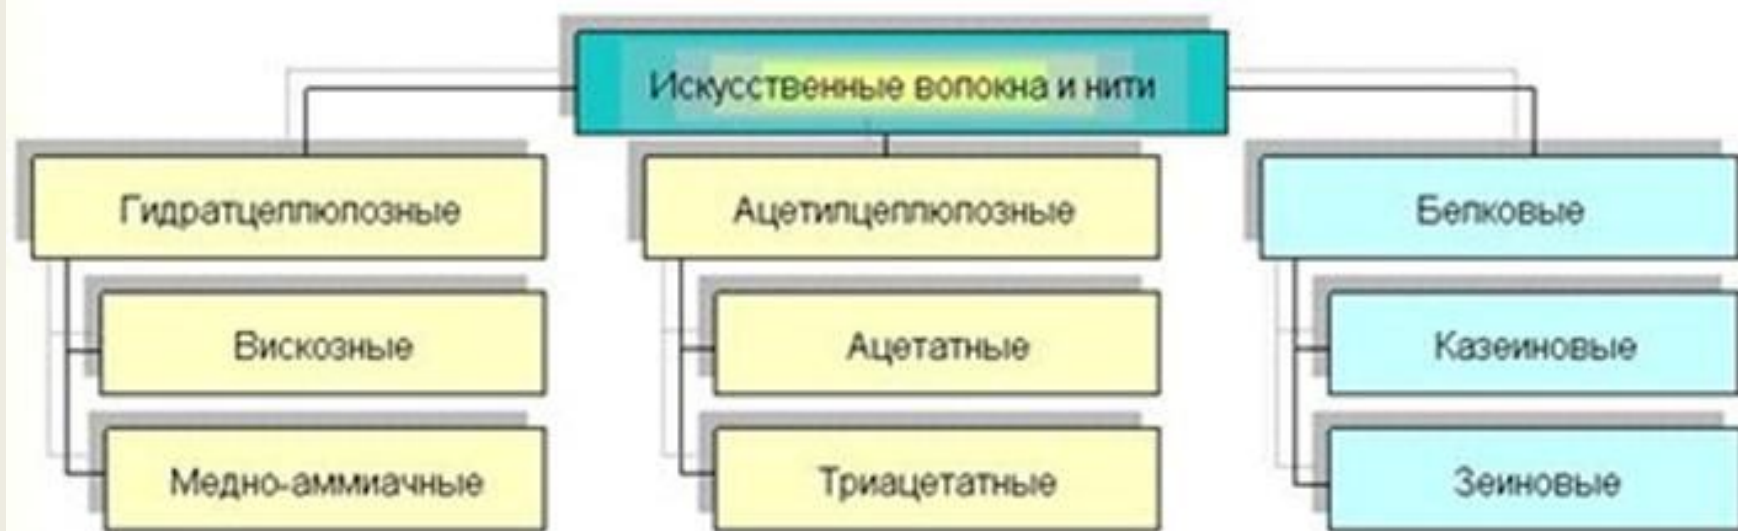 Искусственные волокна и нити
Гидратцеллюлозные
Ацетилцеллюлозные
Белковые
Вискозные
Ацетатные
Казеиновые
Медно-аммиачные
Триацетатные
Зеиновые